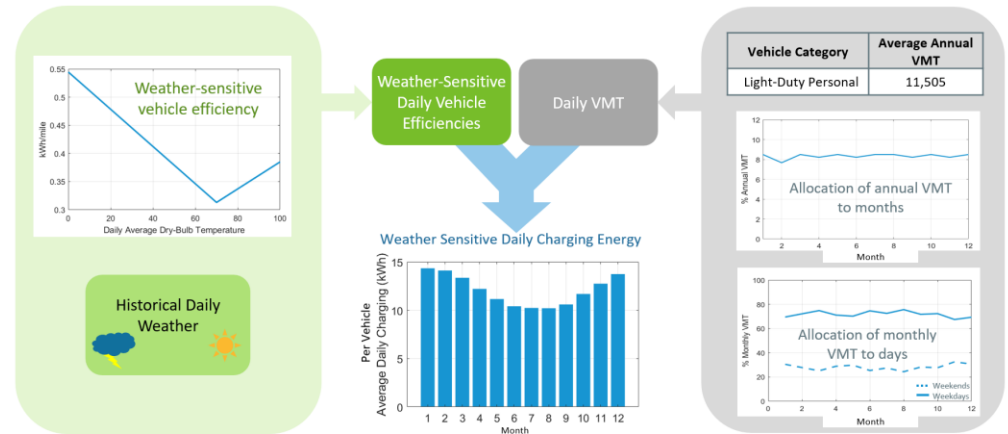 Weather-sensitive
vehicle efficiency
kWh/mile
0.55
0.5
0.45
0.4
0.35
0.3
0 20 40 60 80 100
Daily Average Dry-Bulb Temperature
Historical Daily
Weather
Weather-Sensitive
Daily Vehicle
Efficiencies
Daily VMT
Weather Sensitive Daily Charging Energy
Per Vehicle
Average Daily Charging (kWh)
15
10
5
0
1 2 3 4 5 6 7 8 9 10 11 12
Month
Vehicle Category Average Annual
VMT
Light-Duty Personal 11,505
% Annual VMT
12
10
8
6
4
2
0
Allocation of annual VMT
to months
2 4 6 8 10 12
Month
% Monthly VMT
100
80
60
40
20
0
Allocation of monthly
VMT to days
Weekends
Weekdays
0 2 4 6 8 10 12
Month